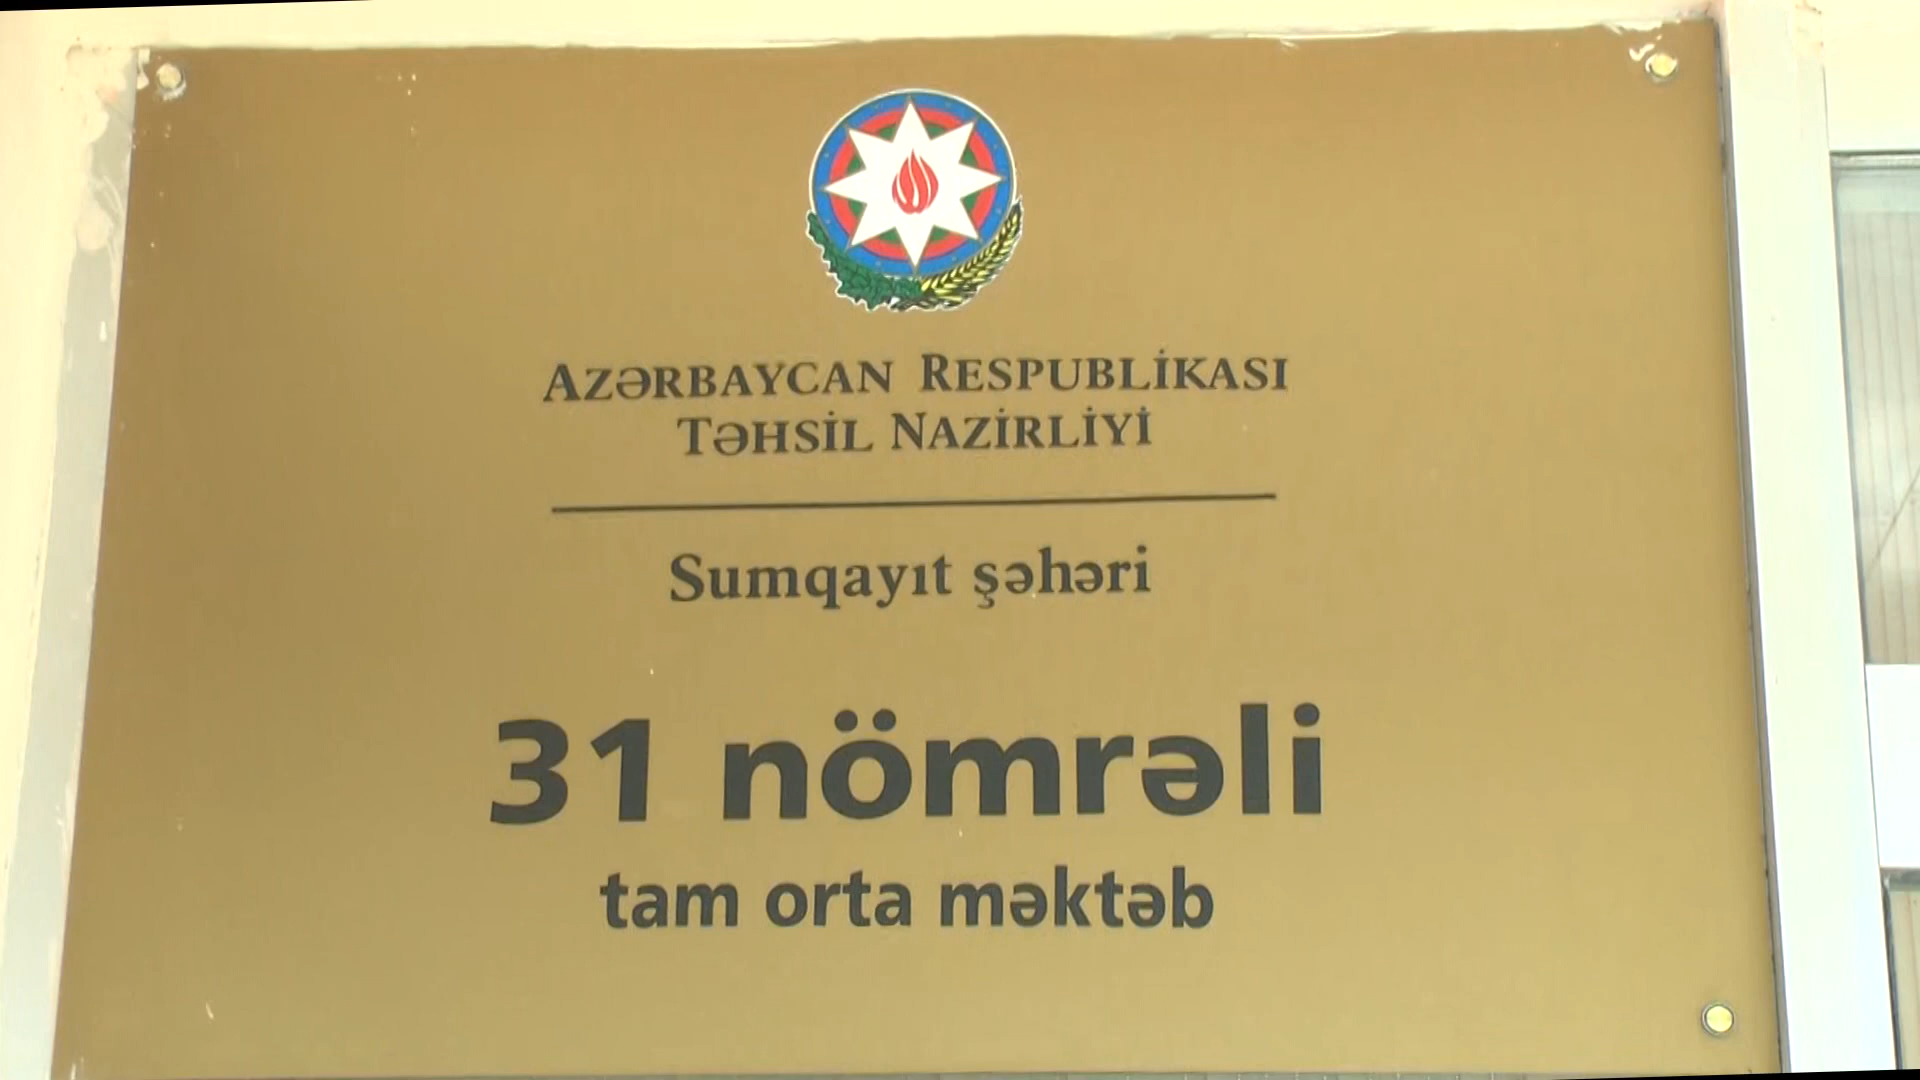 AZƏRBAYCAN RESPUBLİKASI
TƏHSİL NAZİRLİYİ
Sumqayıt şəhəri
31 nömrəli
tam orta məktəb